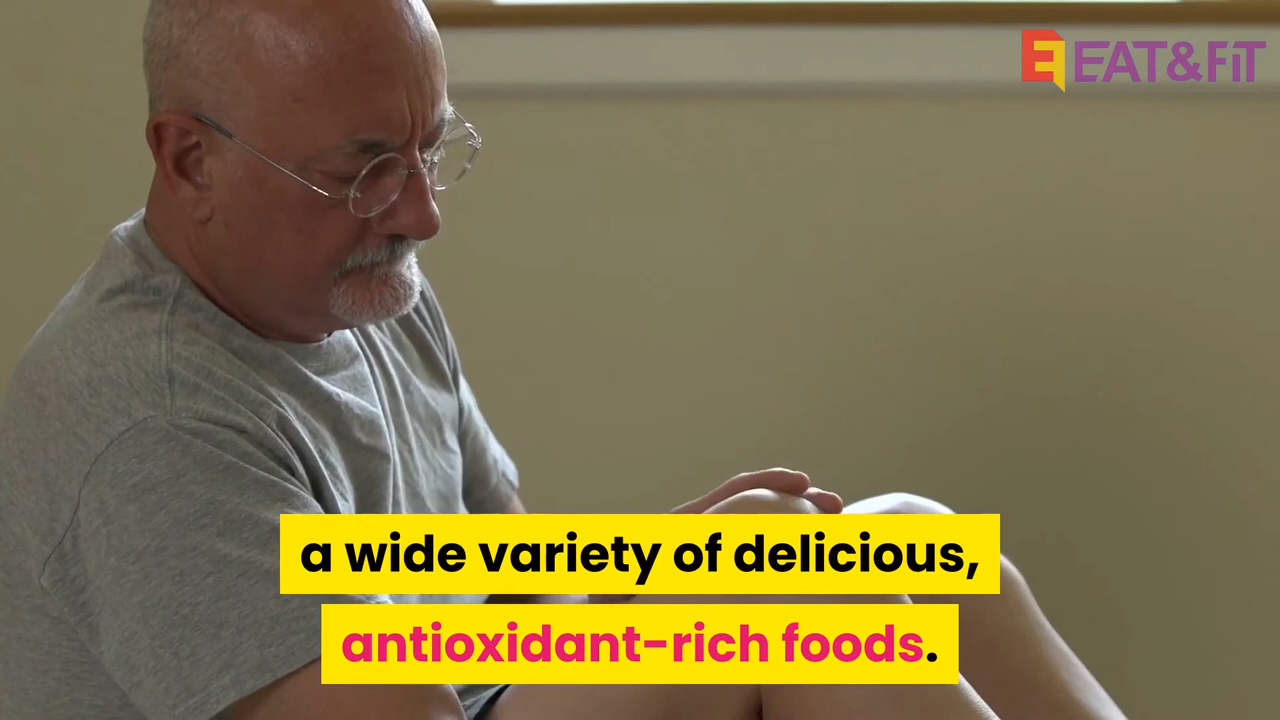 EAT&FiT
a wide variety of delicious,
antioxidant-rich foods.